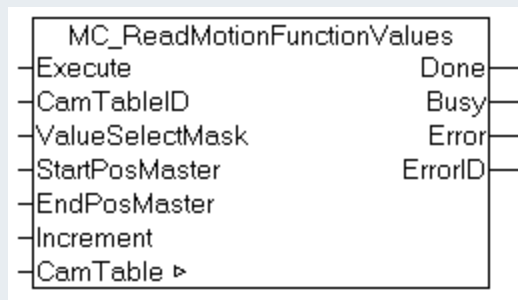 MC_ReadMotionFunctionValues
Execute Done
CamTableID Busy
ValueSelectMask Error
StartPosMaster ErrorID
EndPosMaster
Increment
CamTable